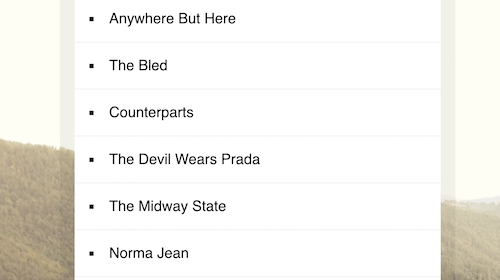 Anywhere But Here
The Bled
Counterparts
The Devil Wears Prada
The Midway State
Norma Jean